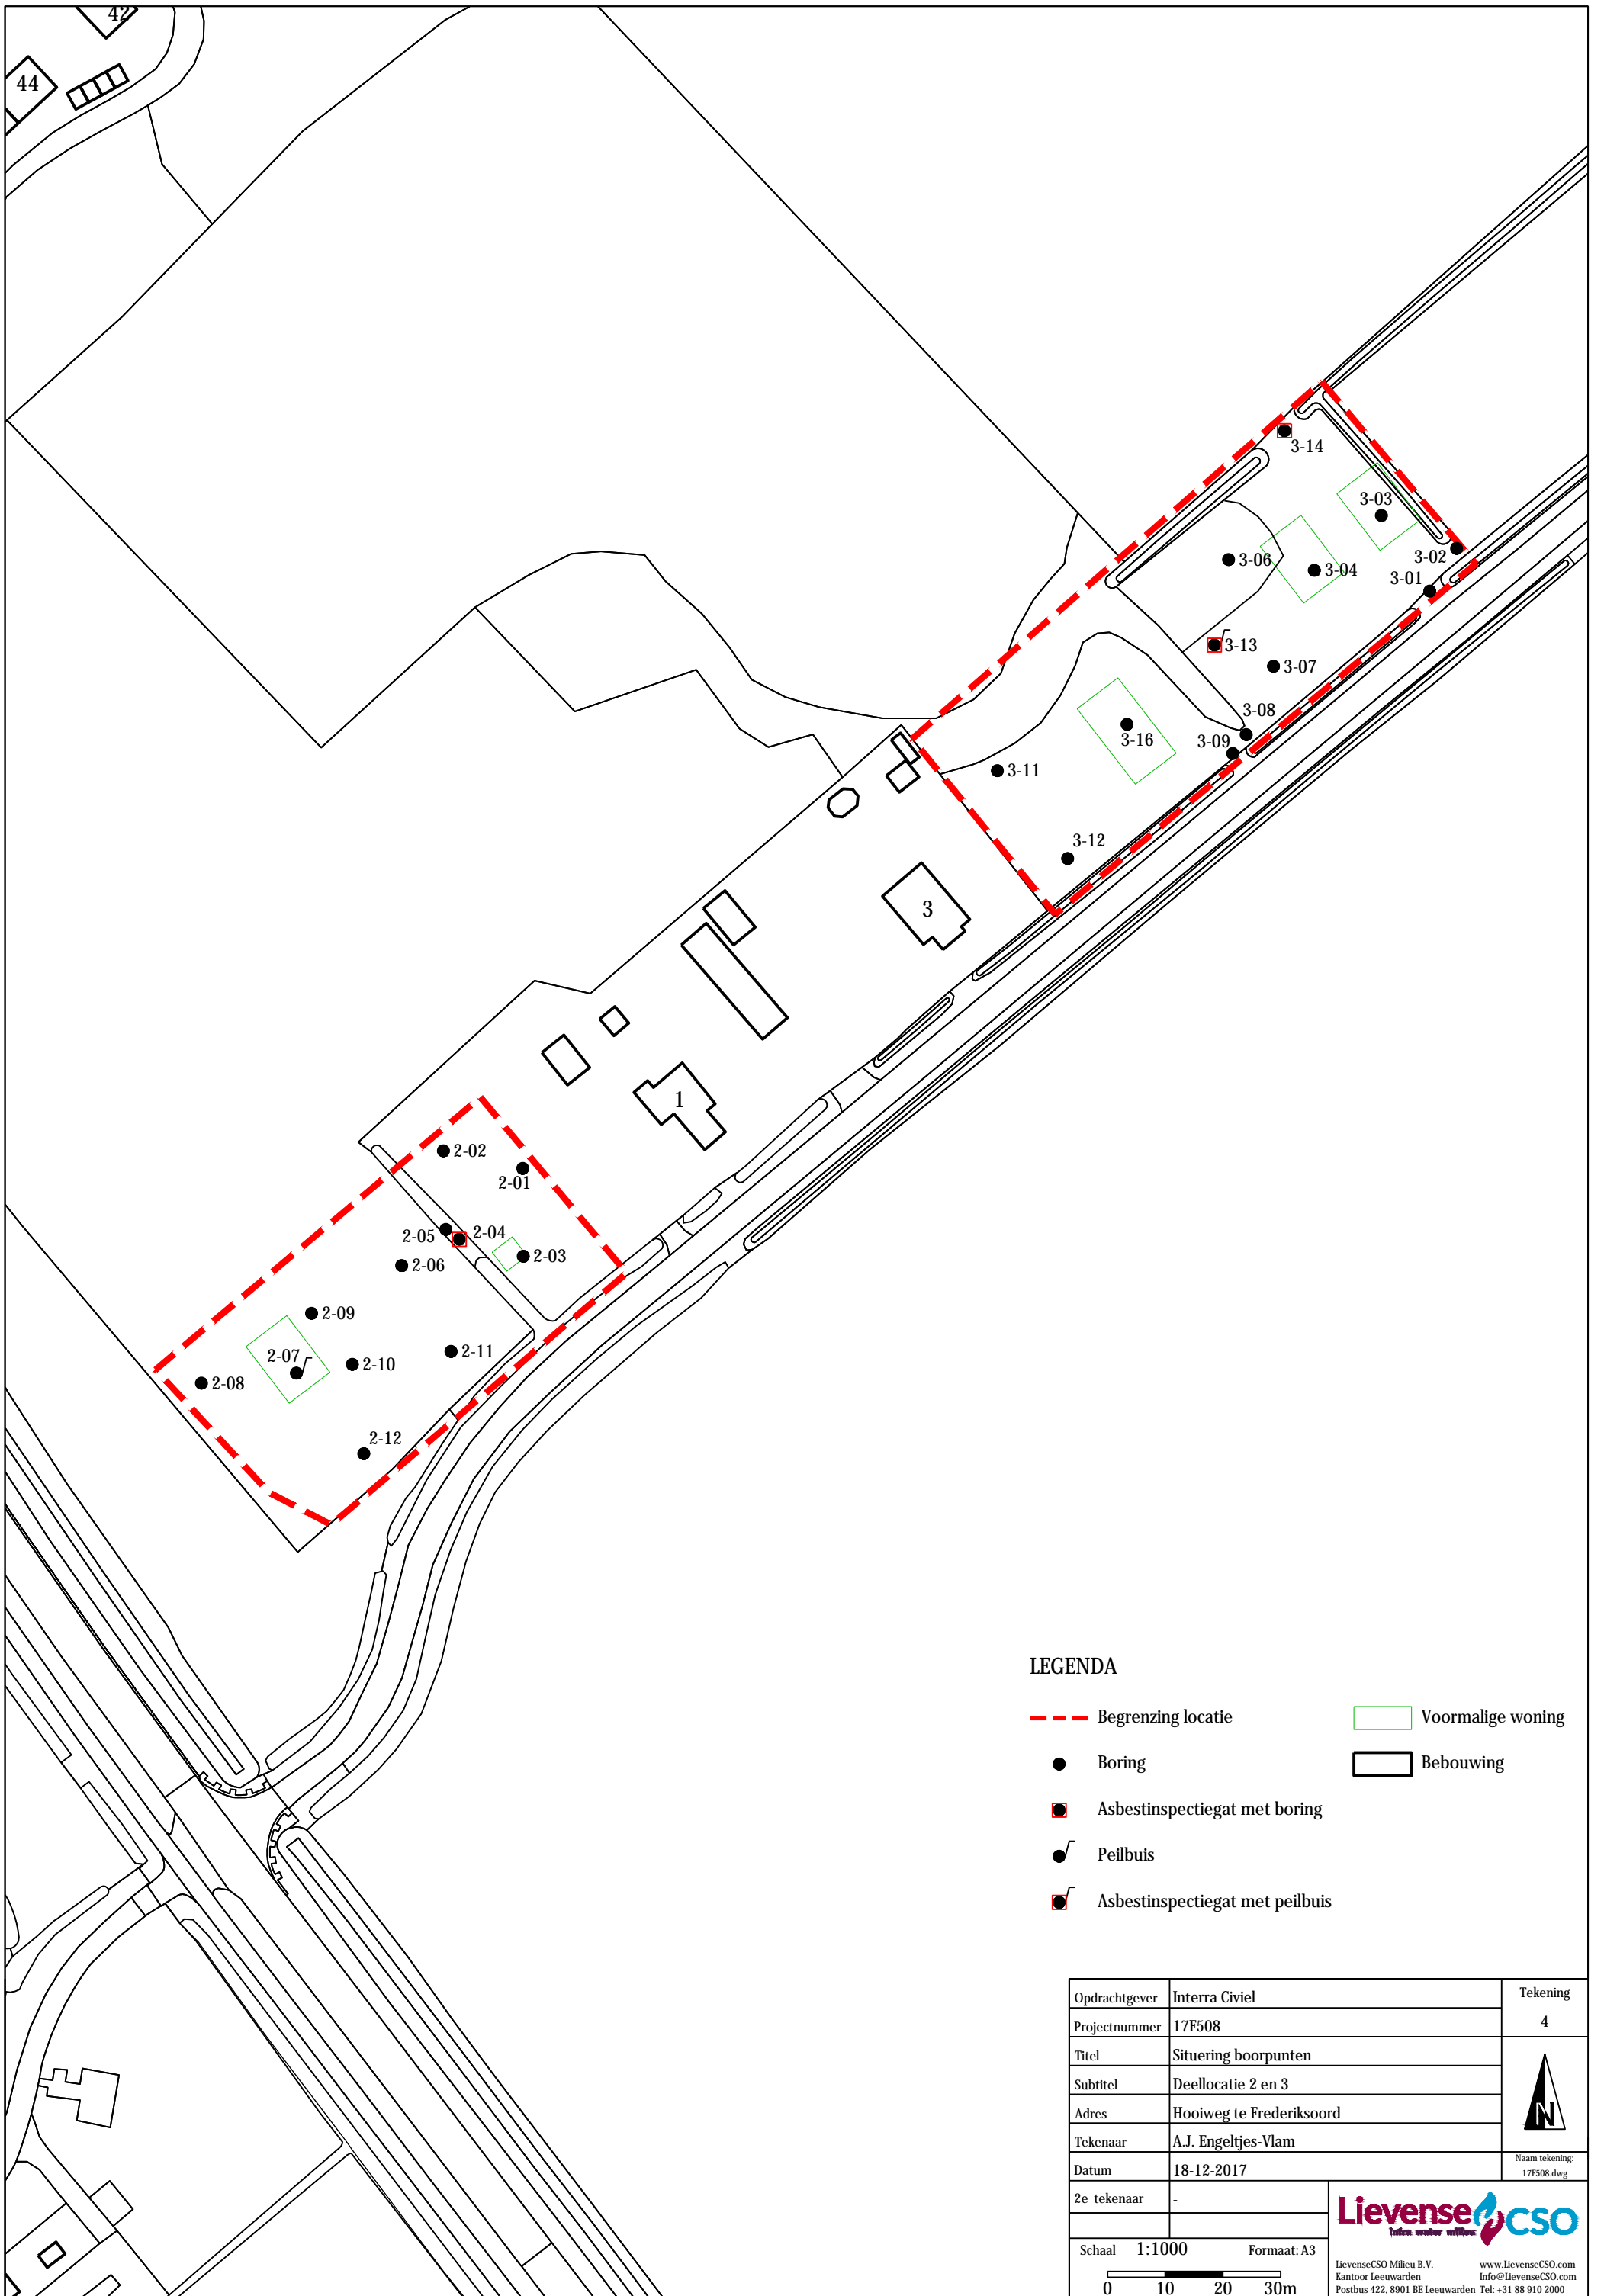 42
44
3-14
3-03
3-02
3-06
3-04
3-01
3-13
3-07
3-08
3-16
3-09
3-11
3-12
3
1
2-02
2-01
2-05
2-04
2-03
2-06
2-09
2-07
2-10
2-11
2-08
2-12
LEGENDA
Begrenzing locatie
Voormalige woning
Boring
Bebouwing
Asbestinspectiegat met boring
Peilbuis
Asbestinspectiegat met peilbuis
Opdrachtgever Interra Civiel
Tekening
Projectnummer 17F508
4
Titel Situering boorpunten
Subtitel Deellocatie 2 en 3
Adres Hooiweg te Frederiksoord
N
Tekenaar A.J. Engeltjes-Vlam
Datum 18-12-2017
Naam tekening:
17F508.dwg
2e tekenaar -
Lievense CSO
infra water milieu
Schaal 1:1000 Formaat: A3
0 10 20 30m
LievenseCSO Milieu B.V. www.LievenseCSO.com
Kantoor Leeuwarden Info@LievenseCSO.com
Postbus 422, 8901 BE Leeuwarden Tel: +31 88 910 2000